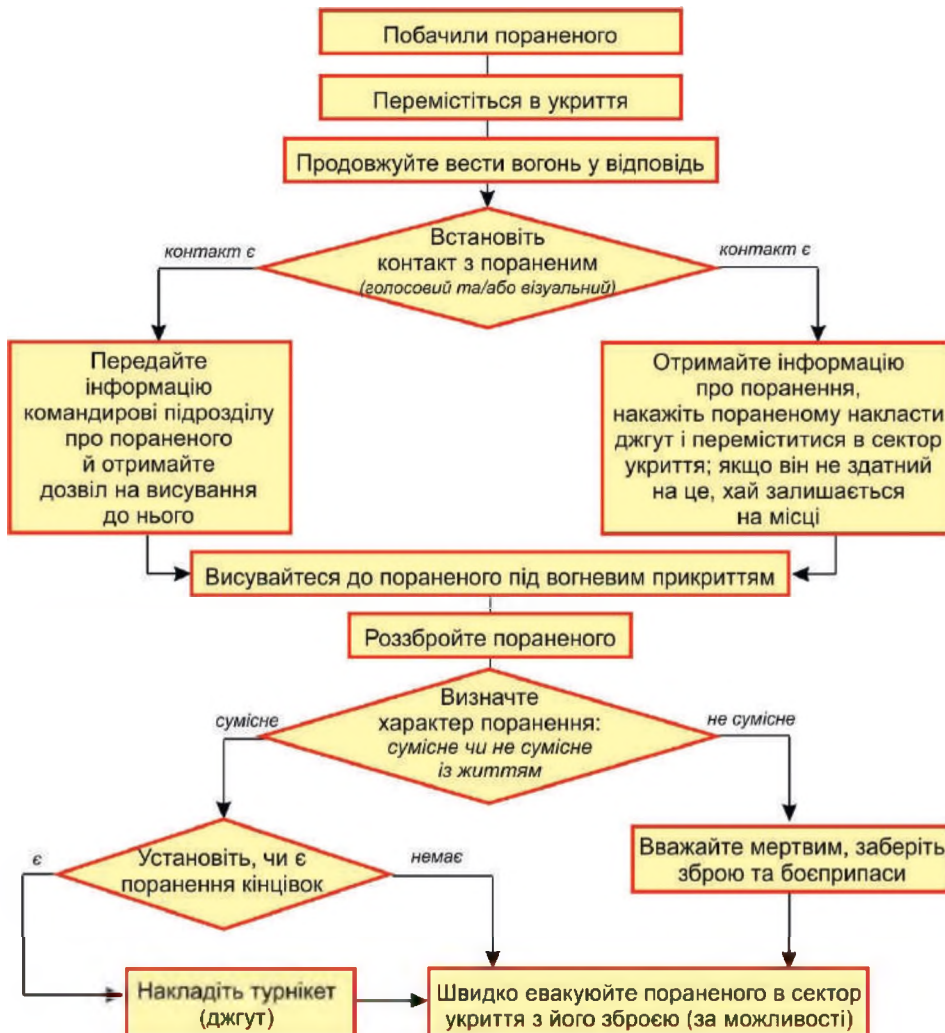 Побачили пораненого
Перемістіться в укриття
Продовжуйте вести вогонь у відповідь
Встановіть
контакт з пораненим
(голосовий та/або візуальний)
контакт є
контакт є
Передайте
інформацію
командирові підрозділу
про пораненого
й отримайте
дозвіл на висування
до нього
Отримайте інформацію
про поранення,
накажіть пораненому накласти
джгут і переміститися в сектор
укриття; якщо він не здатний
на це, хай залишається
на місці
Висувайтеся до пораненого під вогневим прикриттям
Роззбройте пораненого
Визначте
характер поранення:
сумісне чи не сумісне
із життям
сумісне
не сумісне
Установіть, чи є
поранення кінцівок
є
немає
Вважайте мертвим, заберіть
зброю та боєприпаси
Накладіть турнікет
(джгут)
Швидко евакуюйте пораненого в сектор
укриття з його зброєю (за можливості)